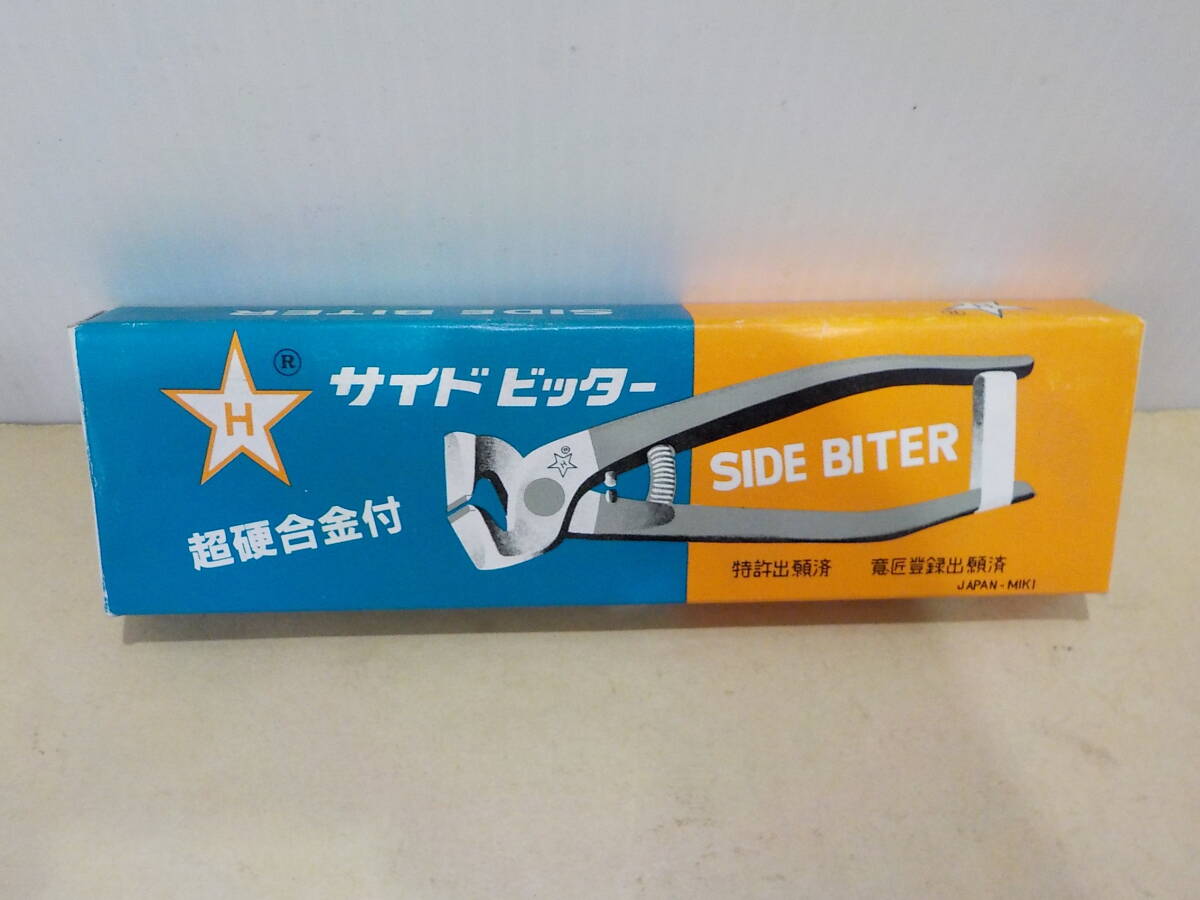 SIDE BITER
H
®
サイドビッター
H
®
SIDE BITER
超硬合金付
特許出願済 意匠登録出願済
JAPAN-MIKI